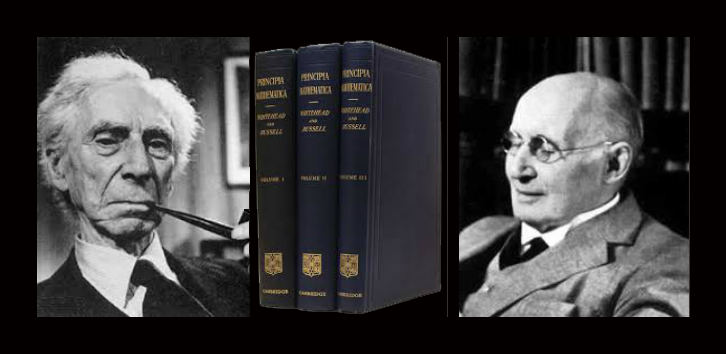 PRINCIPIA
MATHEMATICA
WHITEHEAD
AND
RUSSELL
VOLUME I
CAMBRIDGE
PRINCIPIA
MATHEMATICA
WHITEHEAD
AND
RUSSELL
VOLUME II
CAMBRIDGE
PRINCIPIA
MATHEMATICA
WHITEHEAD
AND
RUSSELL
VOLUME III
CAMBRIDGE